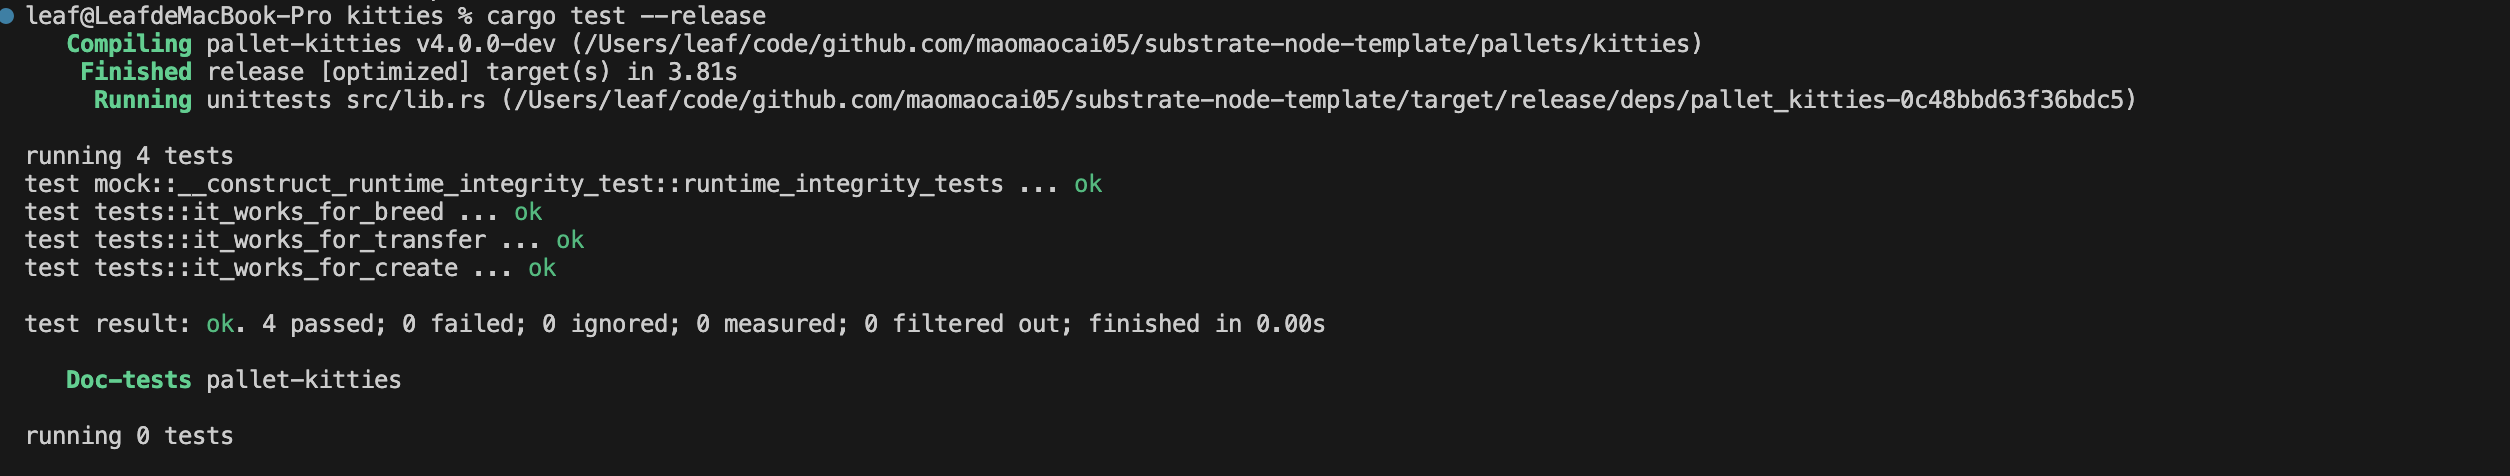 leaf@LeafdeMacBook-Pro kitties % cargo test --release
Compiling pallet-kitties v4.0.0-dev (/Users/leaf/code/github.com/maomaocai05/substrate-node-template/pallets/kitties)
Finished release [optimized] target(s) in 3.81s
Running unittests src/lib.rs (/Users/leaf/code/github.com/maomaocai05/substrate-node-template/target/release/deps/pallet_kitties-0c48bbd63f36bdc5)
running 4 tests
test mock::__construct_runtime_integrity_test::runtime_integrity_tests ... ok
test tests::it_works_for_breed ... ok
test tests::it_works_for_transfer ... ok
test tests::it_works_for_create ... ok
test result: ok. 4 passed; 0 failed; 0 ignored; 0 measured; 0 filtered out; finished in 0.00s
Doc-tests pallet-kitties
running 0 tests